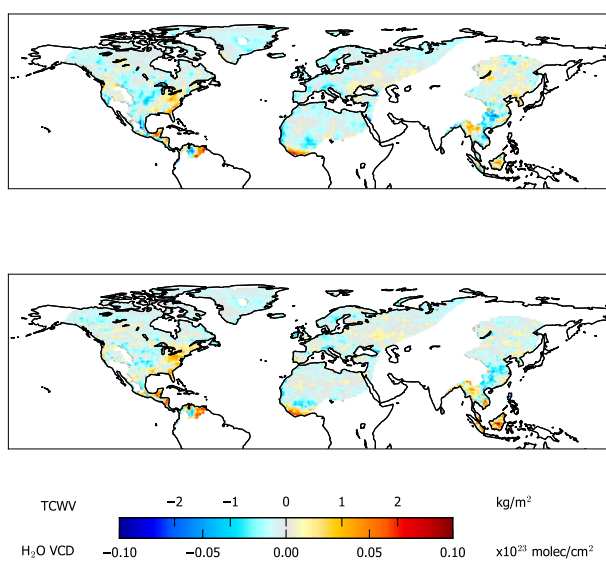 TCWV -2 -1 0 1 2 kg/m²
H₂O VCD -0.10 -0.05 0.00 0.05 0.10 x10²³ molec/cm²